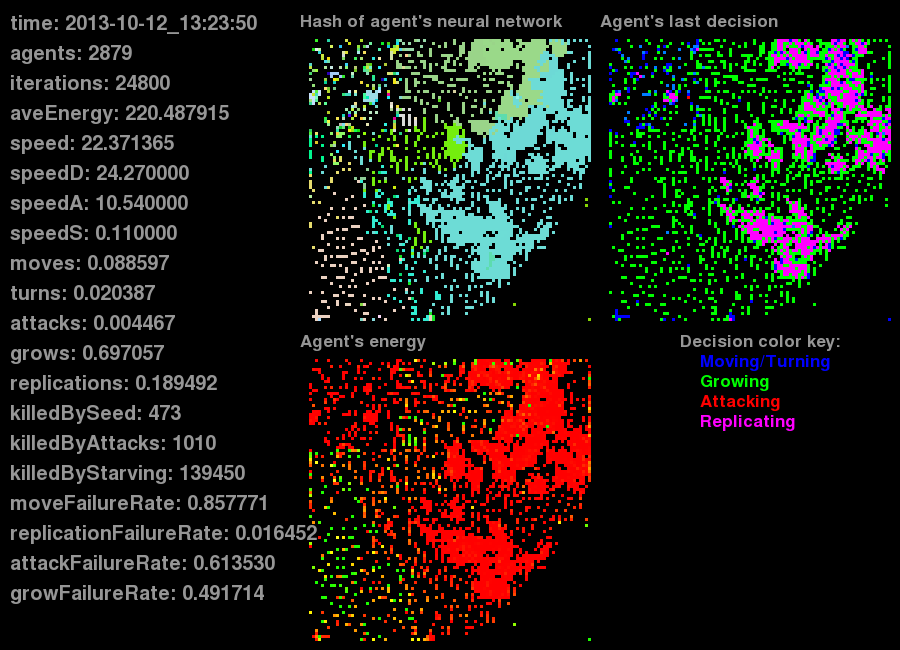 time: 2013-10-12_13:23:50
agents: 2879
iterations: 24800
aveEnergy: 220.487915
speed: 22.371365
speedD: 24.270000
speedA: 10.540000
speedS: 0.110000
moves: 0.088597
turns: 0.020387
attacks: 0.004467
grows: 0.697057
replications: 0.189492
killedBySeed: 473
killedByAttacks: 1010
killedByStarving: 139450
moveFailureRate: 0.857771
replicationFailureRate: 0.016452
attackFailureRate: 0.613530
growFailureRate: 0.491714
Hash of agent's neural network
Agent's last decision
Agent's energy
Decision color key:
Moving/Turning
Growing
Attacking
Replicating